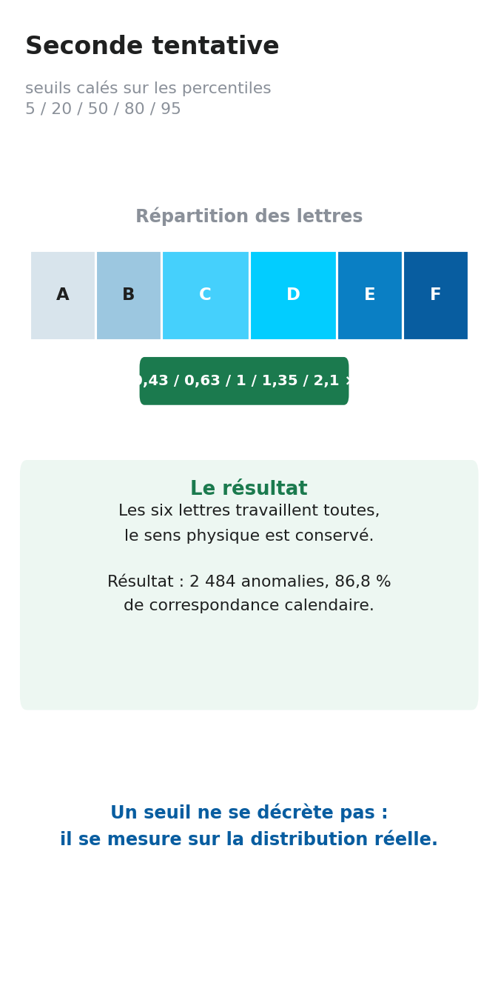 Seconde tentative
seuils calés sur les percentiles
5 / 20 / 50 / 80 / 95
Répartition des lettres
A B C D E F
0,43 / 0,63 / 1 / 1,35 / 2,1 ×
Le résultat
Les six lettres travaillent toutes,
le sens physique est conservé.
Résultat : 2 484 anomalies, 86,8 %
de correspondance calendaire.
Un seuil ne se décrète pas :
il se mesure sur la distribution réelle.